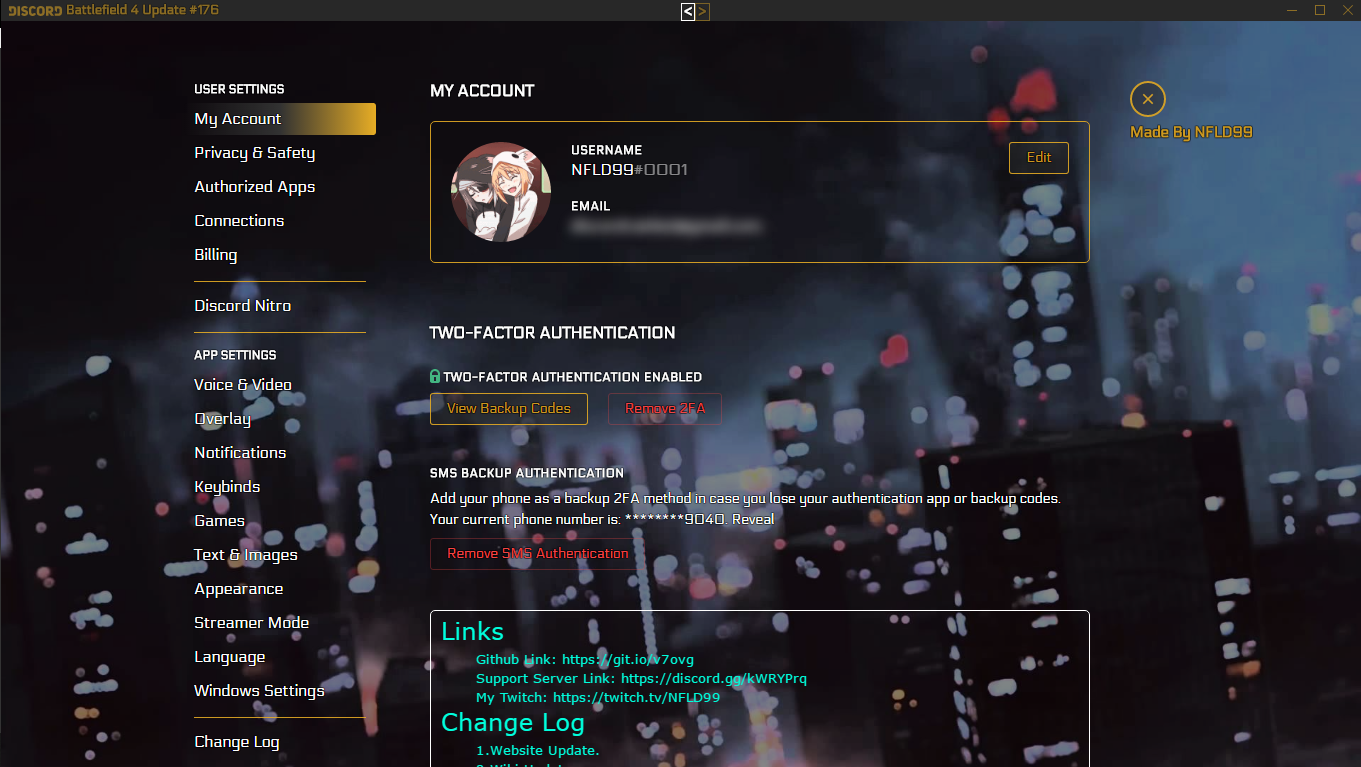 DISCORD Battlefield 4 Update #176
< >
USER SETTINGS
My Account
Privacy & Safety
Authorized Apps
Connections
Billing
Discord Nitro
APP SETTINGS
Voice & Video
Overlay
Notifications
Keybinds
Games
Text & Images
Appearance
Streamer Mode
Language
Windows Settings
Change Log
MY ACCOUNT
USERNAME
NFLD99#0001
Edit
EMAIL
Made By NFLD99
TWO-FACTOR AUTHENTICATION
TWO-FACTOR AUTHENTICATION ENABLED
View Backup Codes
Remove 2FA
SMS BACKUP AUTHENTICATION
Add your phone as a backup 2FA method in case you lose your authentication app or backup codes.
Your current phone number is: ********9040. Reveal
Remove SMS Authentication
Links
Github Link: https://git.io/v7ovg
Support Server Link: https://discord.gg/kWRYPrq
My Twitch: https://twitch.tv/NFLD99
Change Log
1.Website Update.